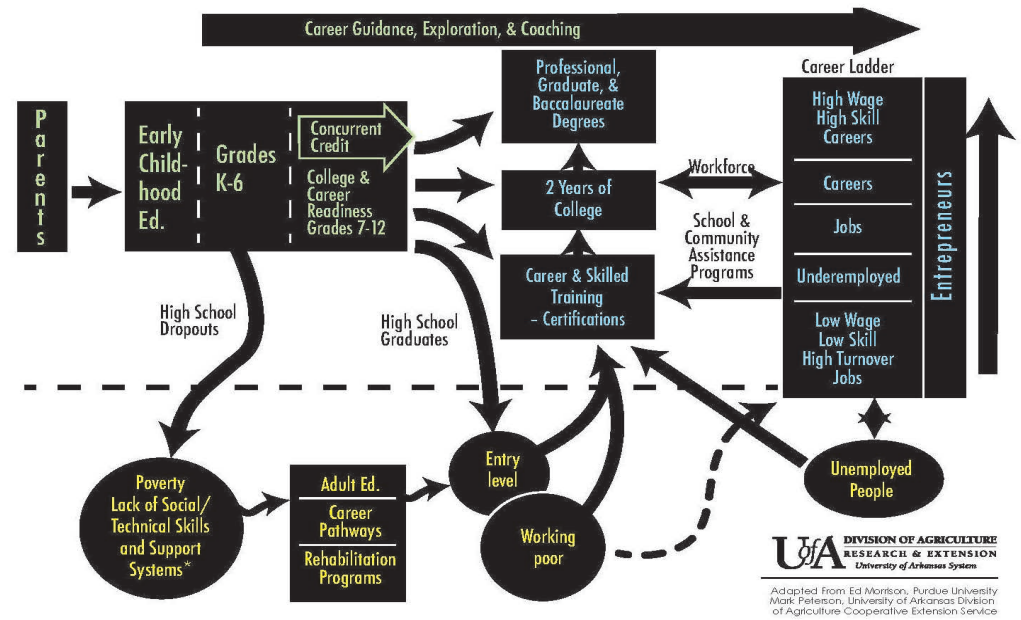 Career Guidance, Exploration, & Coaching
Parents
Early
Child-
hood
Ed.
Grades
K-6
Concurrent
Credit
College &
Career
Readiness
Grades 7-12
Professional,
Graduate, &
Baccalaureate
Degrees
2 Years of
College
Career & Skilled
Training
– Certifications
Workforce
School &
Community
Assistance
Programs
Career Ladder
High Wage
High Skill
Careers
Careers
Jobs
Underemployed
Low Wage
Low Skill
High Turnover
Jobs
Entrepreneurs
High School
Dropouts
High School
Graduates
Poverty
Lack of Social/
Technical Skills
and Support
Systems*
Adult Ed.
Career
Pathways
Rehabilitation
Programs
Entry
level
Working
poor
Unemployed
People
UofA
DIVISION OF AGRICULTURE
RESEARCH & EXTENSION
University of Arkansas System
Adapted From Ed Morrison, Purdue University
Mark Peterson, University of Arkansas Division
of Agriculture Cooperative Extension Service